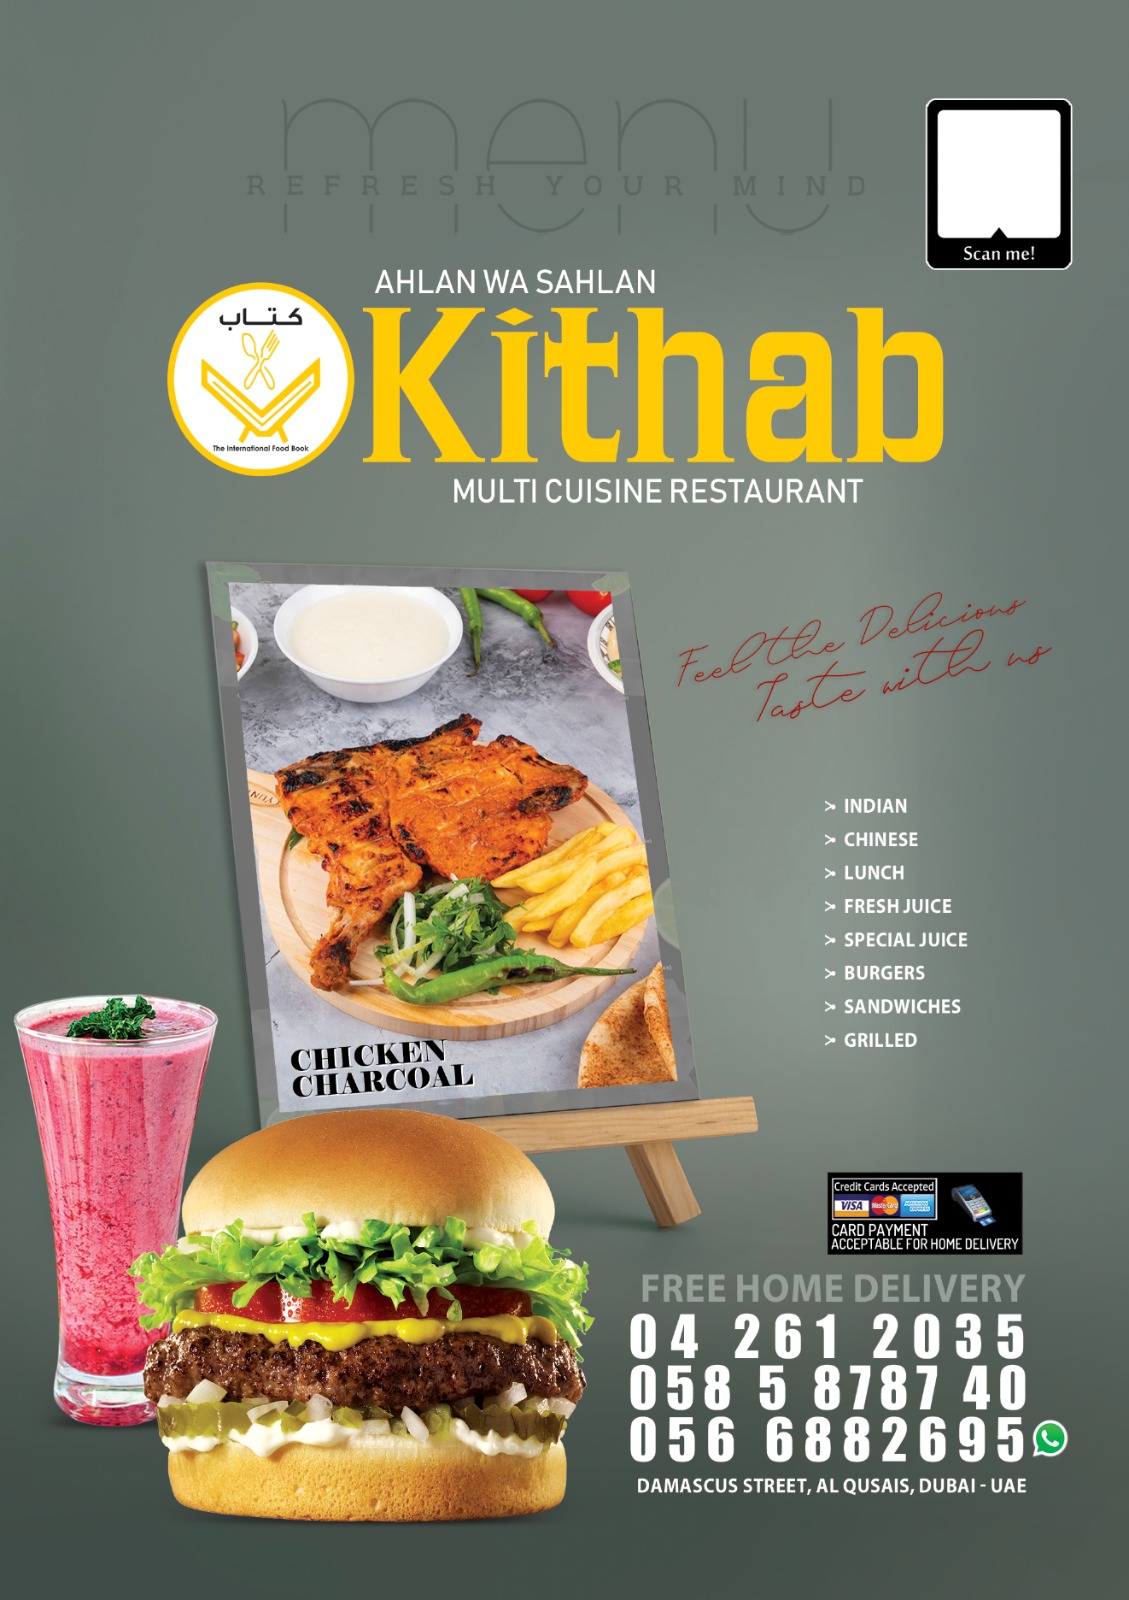 menu
REFRESH YOUR MIND
Scan me!
AHLAN WA SAHLAN
Kithab
MULTI CUISINE RESTAURANT
كتاب
The International Food Book
Feel the Delicious
Taste with us
CHICKEN
CHARCOAL
➢ INDIAN
➢ CHINESE
➢ LUNCH
➢ FRESH JUICE
➢ SPECIAL JUICE
➢ BURGERS
➢ SANDWICHES
➢ GRILLED
Credit Cards Accepted
VISA MasterCard AMERICAN EXPRESS
CARD PAYMENT
ACCEPTABLE FOR HOME DELIVERY
FREE HOME DELIVERY
04 261 2035
058 5 8787 40
056 6882695
DAMASCUS STREET, AL QUSAIS, DUBAI - UAE